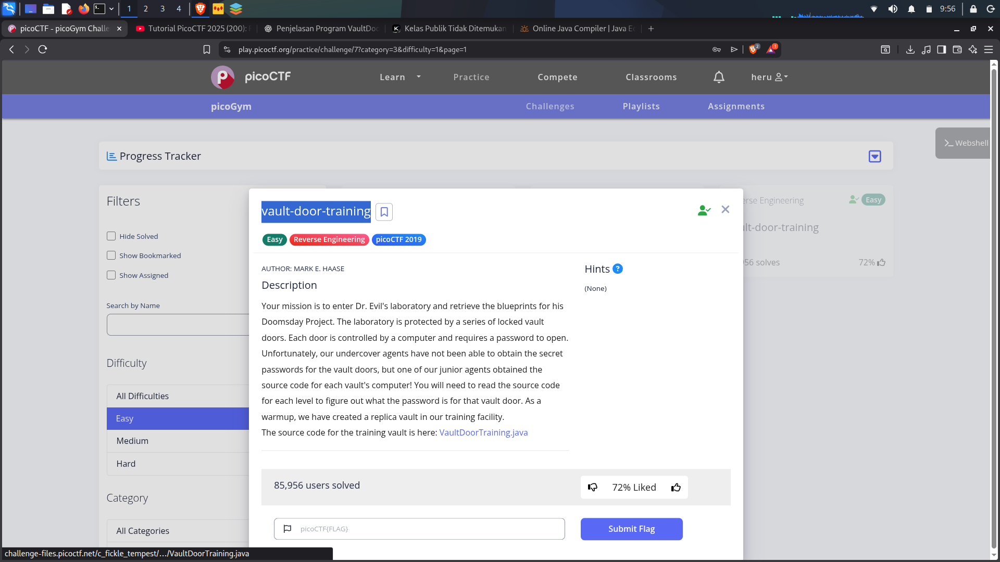 1 2 3 4 9:56
picoCTF - picoGym Challe Tutorial PicoCTF 2025 (200): Penjelasan Program VaultDoo Kelas Publik Tidak Ditemukan Online Java Compiler | Java E
play.picoctf.org/practice/challenge/7?category=3&difficulty=1&page=1 2 1
picoCTF Learn Practice Compete Classrooms heru
picoGym Challenges Playlists Assignments
Webshell
Progress Tracker
Filters
Hide Solved
Show Bookmarked
Show Assigned
Search by Name
Difficulty
All Difficulties
Easy
Medium
Hard
Category
All Categories
vault-door-training
Easy Reverse Engineering picoCTF 2019
AUTHOR: MARK E. HAASE
Description
Your mission is to enter Dr. Evil's laboratory and retrieve the blueprints for his
Doomsday Project. The laboratory is protected by a series of locked vault
doors. Each door is controlled by a computer and requires a password to open.
Unfortunately, our undercover agents have not been able to obtain the secret
passwords for the vault doors, but one of our junior agents obtained the
source code for each vault's computer! You will need to read the source code
for each level to figure out what the password is for that vault door. As a
warmup, we have created a replica vault in our training facility.
The source code for the training vault is here: VaultDoorTraining.java
Hints ?
(None)
85,956 users solved
72% Liked
picoCTF{FLAG}
Submit Flag
erse Engineering Easy
ult-door-training
956 solves 72%
challenge-files.picoctf.net/c_fickle_tempest/…/VaultDoorTraining.java